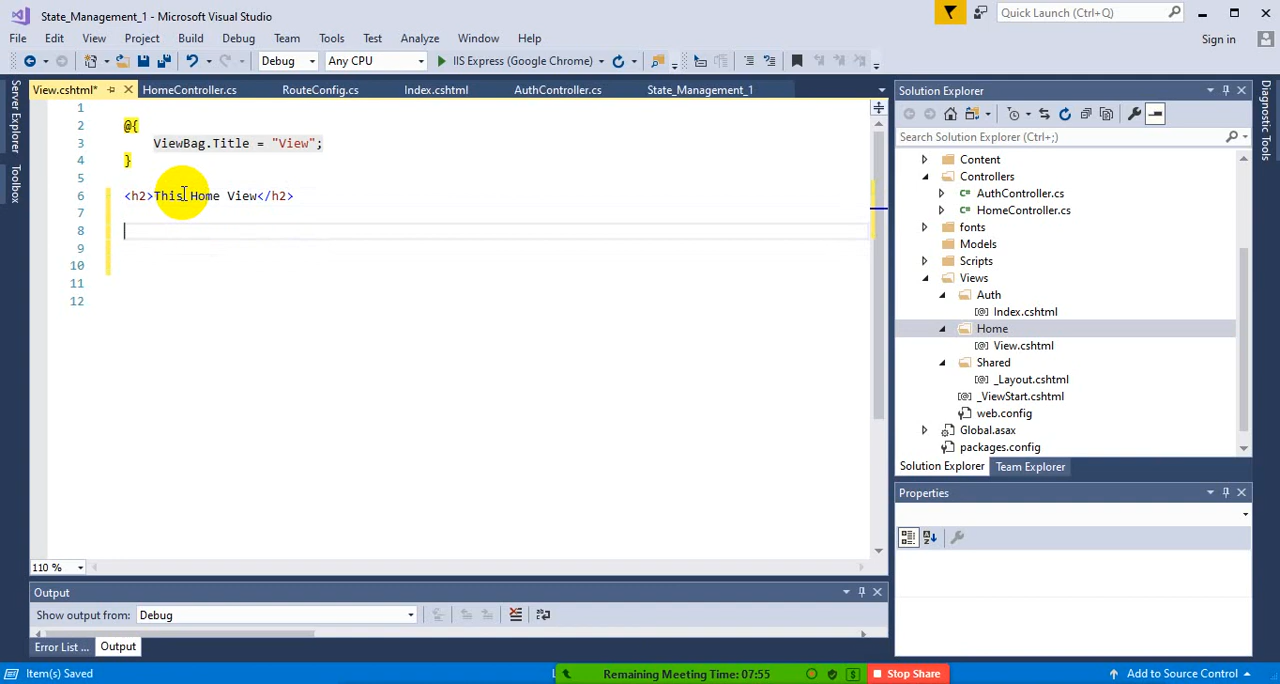 State_Management_1 - Microsoft Visual Studio
Quick Launch (Ctrl+Q)
File Edit View Project Build Debug Team Tools Test Analyze Window Help
Sign in
Debug Any CPU IIS Express (Google Chrome)
Server Explorer
Toolbox
View.cshtml* HomeController.cs RouteConfig.cs Index.cshtml AuthController.cs State_Management_1
1
2 @{
3 ViewBag.Title = "View";
4 }
5
6 <h2>This Home View</h2>
7
8
9
10
11
12
110 %
Solution Explorer
Search Solution Explorer (Ctrl+;)
Content
Controllers
AuthController.cs
HomeController.cs
fonts
Models
Scripts
Views
Auth
Index.cshtml
Home
View.cshtml
Shared
_Layout.cshtml
_ViewStart.cshtml
web.config
Global.asax
packages.config
Solution Explorer Team Explorer
Properties
Diagnostic Tools
Output
Show output from: Debug
Error List ... Output
Item(s) Saved
Remaining Meeting Time: 07:55
Stop Share
Add to Source Control